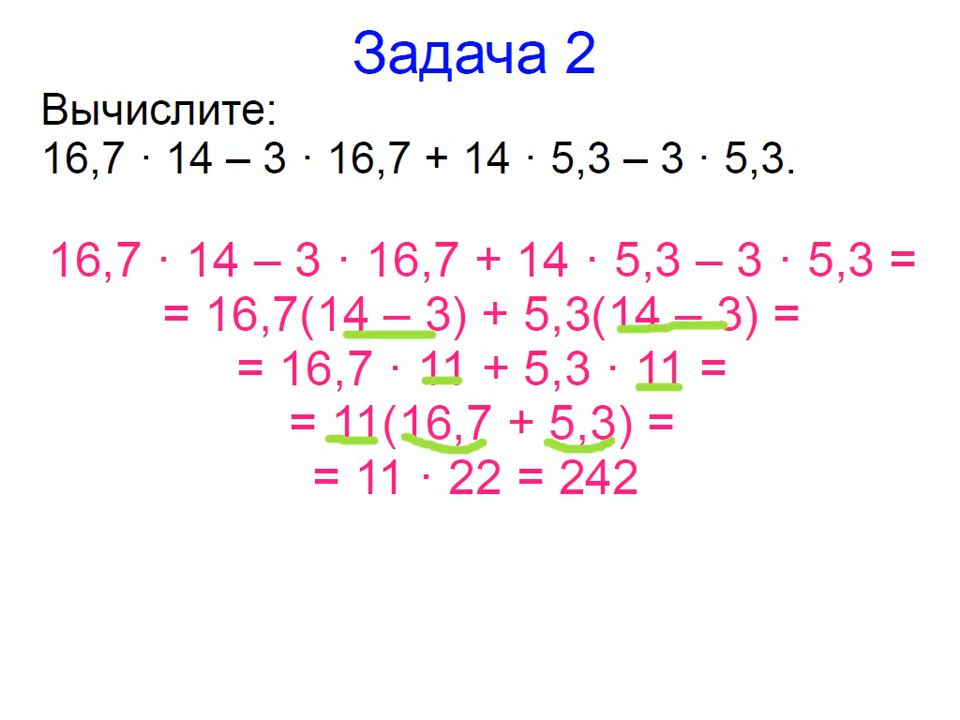 Задача 2
Вычислите:
16,7 · 14 – 3 · 16,7 + 14 · 5,3 – 3 · 5,3.
16,7 · 14 – 3 · 16,7 + 14 · 5,3 – 3 · 5,3 =
= 16,7(14 – 3) + 5,3(14 – 3) =
= 16,7 · 11 + 5,3 · 11 =
= 11(16,7 + 5,3) =
= 11 · 22 = 242